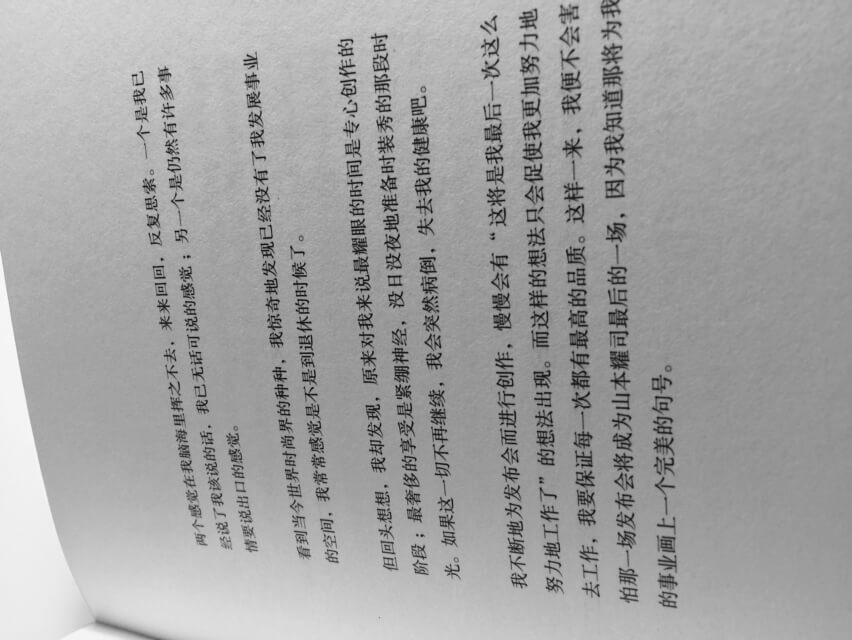 两个感觉在我脑海里挥之不去，来来回回，反复思索。一个是我已
经说了我该说的话，我已无话可说的感觉；另一个是仍然有许多事
情要说出口的感觉。
看到当今世界时尚界的种种，我惊奇地发现已经没有了我发展事业
的空间，我常常感觉是不是到退休的时候了。
但回头想想，我却发现，原来对我来说最耀眼的时间是专心创作的
阶段；最奢侈的享受是紧绷神经，没日没夜地准备时装秀的那段时
光。如果这一切不再继续，我会突然病倒，失去我的健康吧。
我不断地为发布会而进行创作，慢慢会有“这将是我最后一次这么
努力地工作了”的想法出现。而这样的想法只会促使我更加努力地
去工作，我要保证每一次都有最高的品质。这样一来，我便不会害
怕那一场发布会将成为山本耀司最后的一场，因为我知道那将为我
的事业画上一个完美的句号。